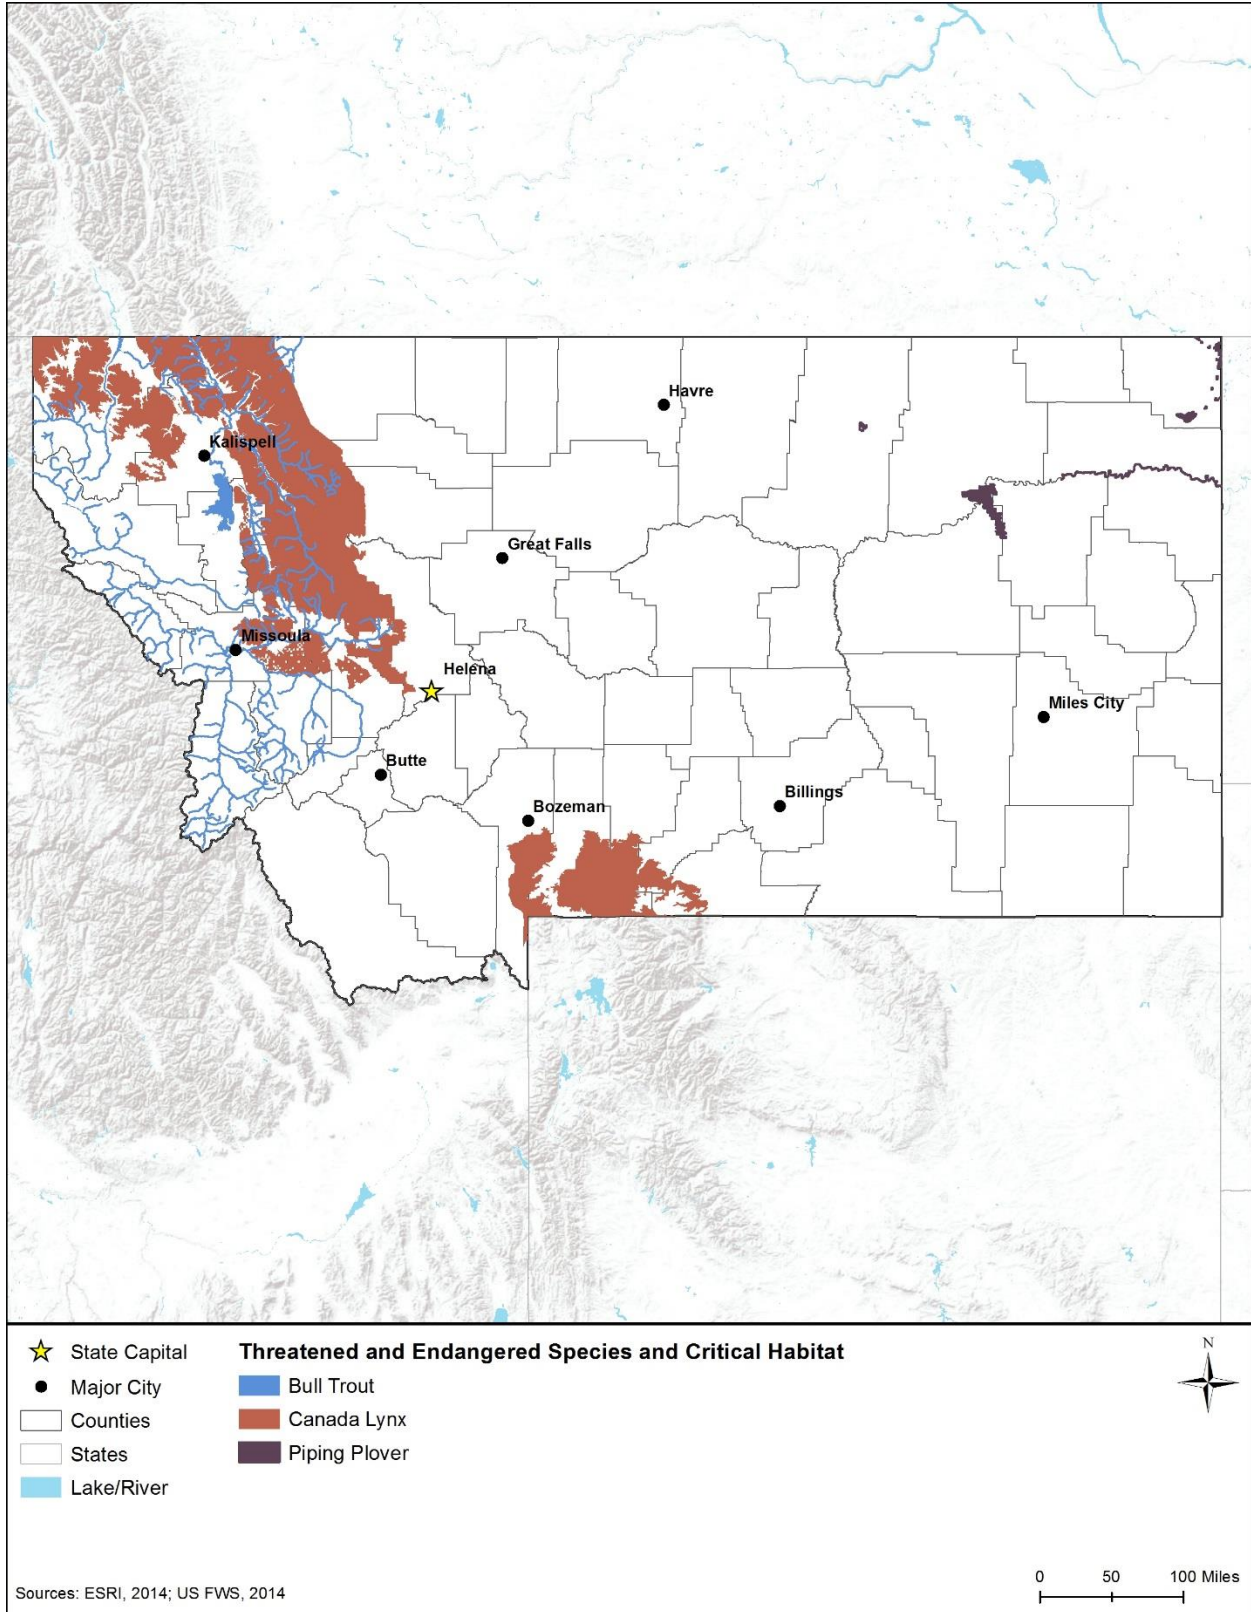 Havre
Kalispell
Great Falls
Missoula
Helena
Miles City
Butte
Billings
Bozeman
State Capital
Threatened and Endangered Species and Critical Habitat
N
Major City
Bull Trout
Counties
Canada Lynx
States
Piping Plover
Lake/River
0 50 100 Miles
Sources: ESRI, 2014; US FWS, 2014